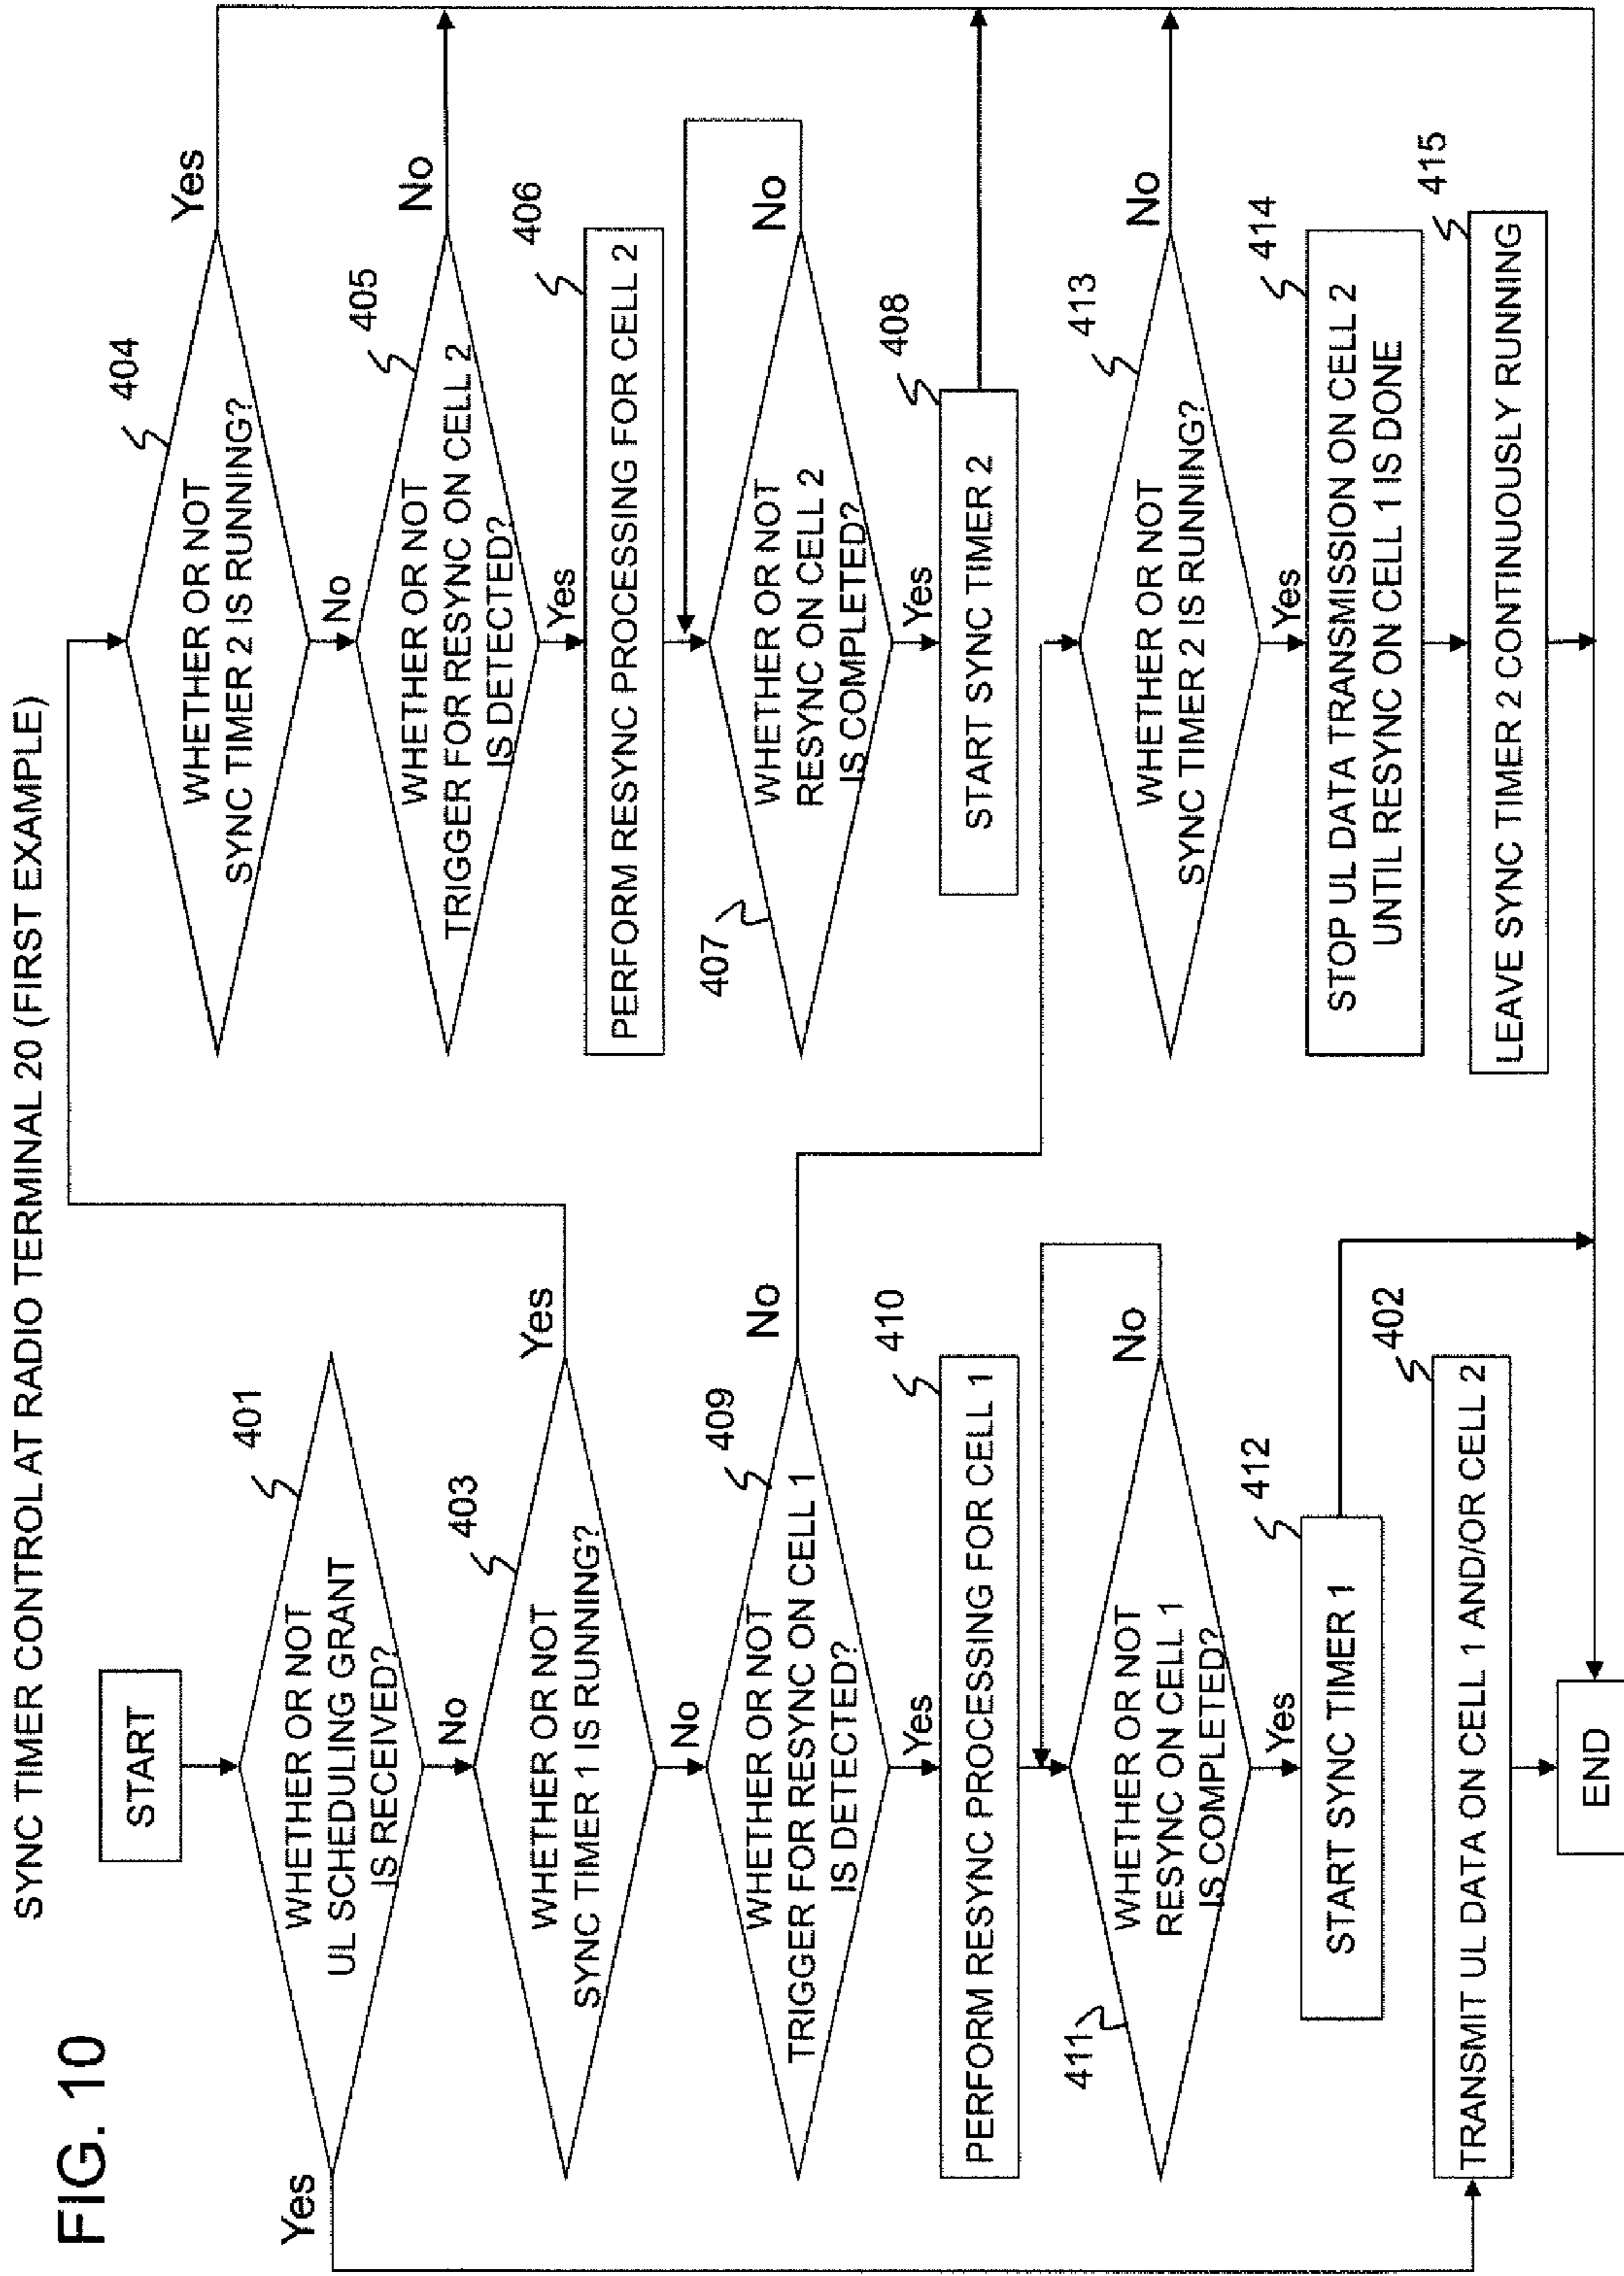 FIG. 10
SYNC TIMER CONTROL AT RADIO TERMINAL 20 (FIRST EXAMPLE)
START
401
WHETHER OR NOT
UL SCHEDULING GRANT
IS RECEIVED?
Yes
No
403
WHETHER OR NOT
SYNC TIMER 1 IS RUNNING?
Yes
No
409
WHETHER OR NOT
TRIGGER FOR RESYNC ON CELL 1
IS DETECTED?
No
Yes
410
PERFORM RESYNC PROCESSING FOR CELL 1
411
WHETHER OR NOT
RESYNC ON CELL 1
IS COMPLETED?
No
Yes
412
START SYNC TIMER 1
402
TRANSMIT UL DATA ON CELL 1 AND/OR CELL 2
END
404
WHETHER OR NOT
SYNC TIMER 2 IS RUNNING?
Yes
No
405
WHETHER OR NOT
TRIGGER FOR RESYNC ON CELL 2
IS DETECTED?
No
Yes
406
PERFORM RESYNC PROCESSING FOR CELL 2
407
WHETHER OR NOT
RESYNC ON CELL 2
IS COMPLETED?
No
Yes
408
START SYNC TIMER 2
413
WHETHER OR NOT
SYNC TIMER 2 IS RUNNING?
No
Yes
414
STOP UL DATA TRANSMISSION ON CELL 2
UNTIL RESYNC ON CELL 1 IS DONE
415
LEAVE SYNC TIMER 2 CONTINUOUSLY RUNNING